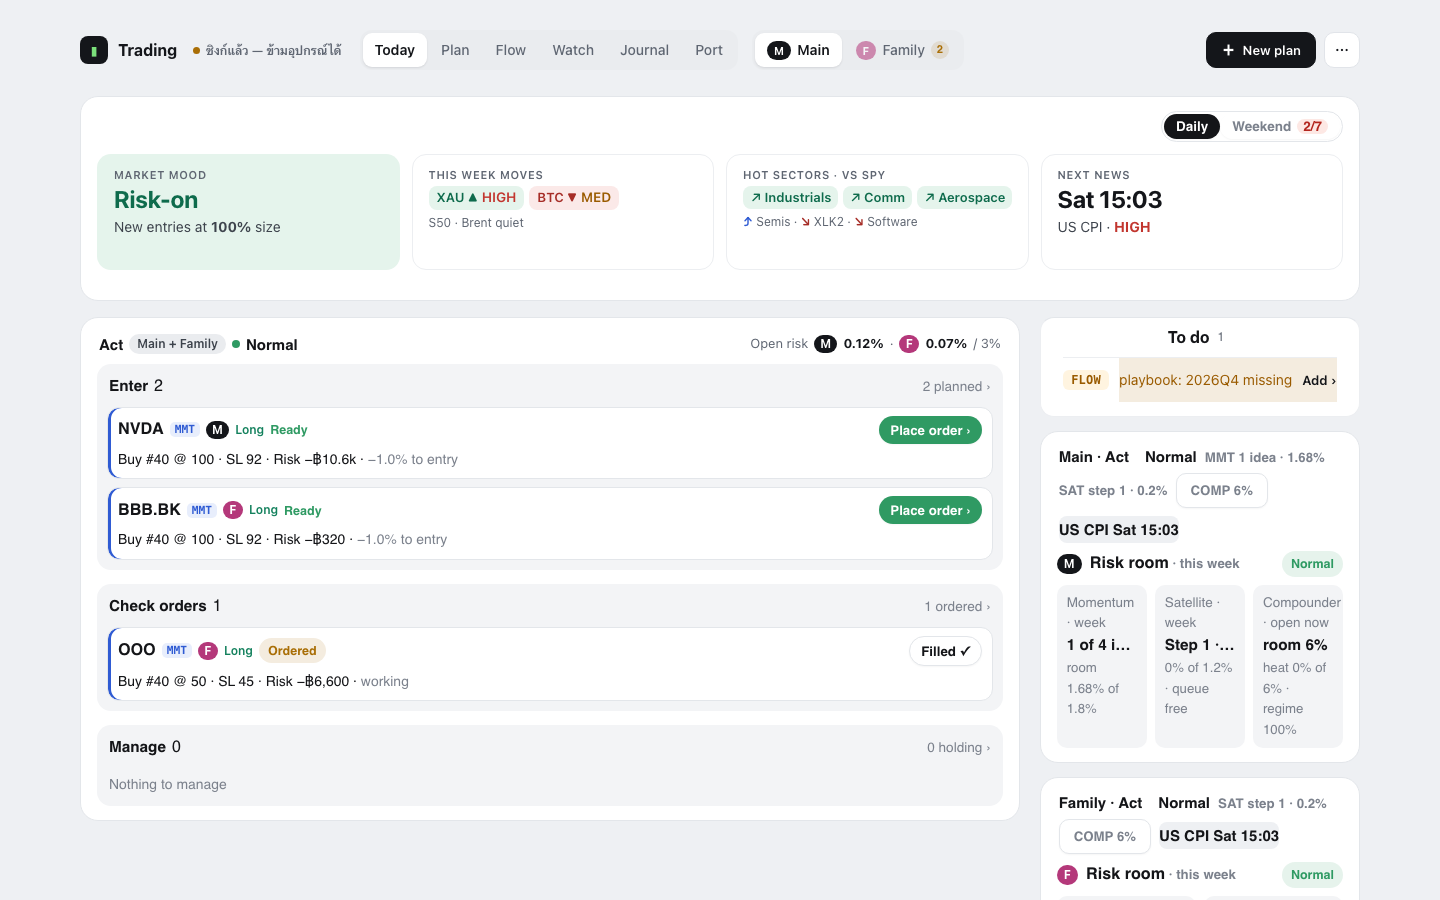 Trading ซิงก์แล้ว — ข้ามอุปกรณ์ได้ Today Plan Flow Watch Journal Port M Main F Family 2 + New plan ...
Daily Weekend 2/7
MARKET MOOD
Risk-on
New entries at 100% size
THIS WEEK MOVES
XAU ▲ HIGH BTC ▼ MED
S50 · Brent quiet
HOT SECTORS · VS SPY
↗ Industrials ↗ Comm ↗ Aerospace
⤴ Semis · ↘ XLK2 · ↘ Software
NEXT NEWS
Sat 15:03
US CPI · HIGH
Act Main + Family Normal Open risk M 0.12% · F 0.07% / 3%
Enter 2 2 planned ›
NVDA MMT M Long Ready Place order ›
Buy #40 @ 100 · SL 92 · Risk −฿10.6k · −1.0% to entry
BBB.BK MMT F Long Ready Place order ›
Buy #40 @ 100 · SL 92 · Risk −฿320 · −1.0% to entry
Check orders 1 1 ordered ›
OOO MMT F Long Ordered Filled ✓
Buy #40 @ 50 · SL 45 · Risk −฿6,600 · working
Manage 0 0 holding ›
Nothing to manage
To do 1
FLOW playbook: 2026Q4 missing Add ›
Main · Act Normal MMT 1 idea · 1.68%
SAT step 1 · 0.2% COMP 6%
US CPI Sat 15:03
M Risk room · this week Normal
Momentum
· week
1 of 4 i...
room
1.68% of
1.8%
Satellite ·
week
Step 1 ·...
0% of 1.2%
· queue
free
Compounder
· open now
room 6%
heat 0% of
6% ·
regime
100%
Family · Act Normal SAT step 1 · 0.2%
COMP 6% US CPI Sat 15:03
F Risk room · this week Normal